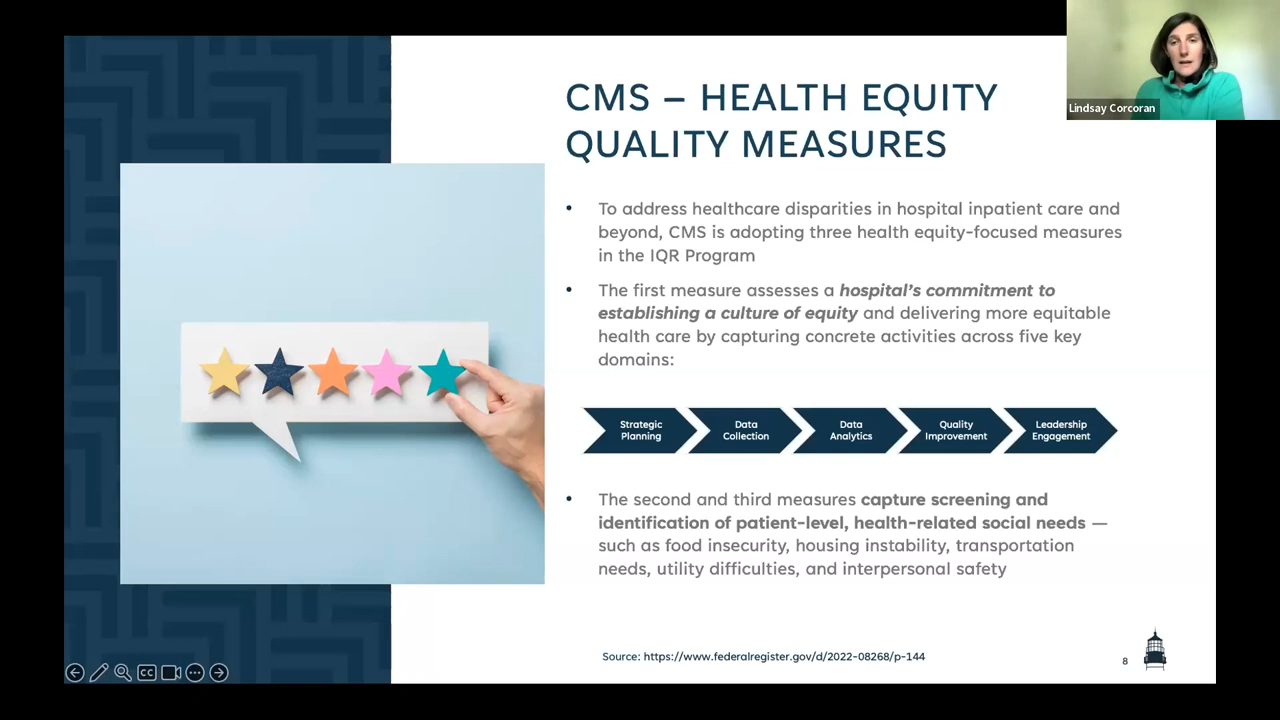 CMS – HEALTH EQUITY
QUALITY MEASURES
Lindsay Corcoran
• To address healthcare disparities in hospital inpatient care and
beyond, CMS is adopting three health equity-focused measures
in the IQR Program
• The first measure assesses a hospital's commitment to
establishing a culture of equity and delivering more equitable
health care by capturing concrete activities across five key
domains:
Strategic
Planning
Data
Collection
Data
Analytics
Quality
Improvement
Leadership
Engagement
• The second and third measures capture screening and
identification of patient-level, health-related social needs —
such as food insecurity, housing instability, transportation
needs, utility difficulties, and interpersonal safety
Source: https://www.federalregister.gov/d/2022-08268/p-144
8
CC